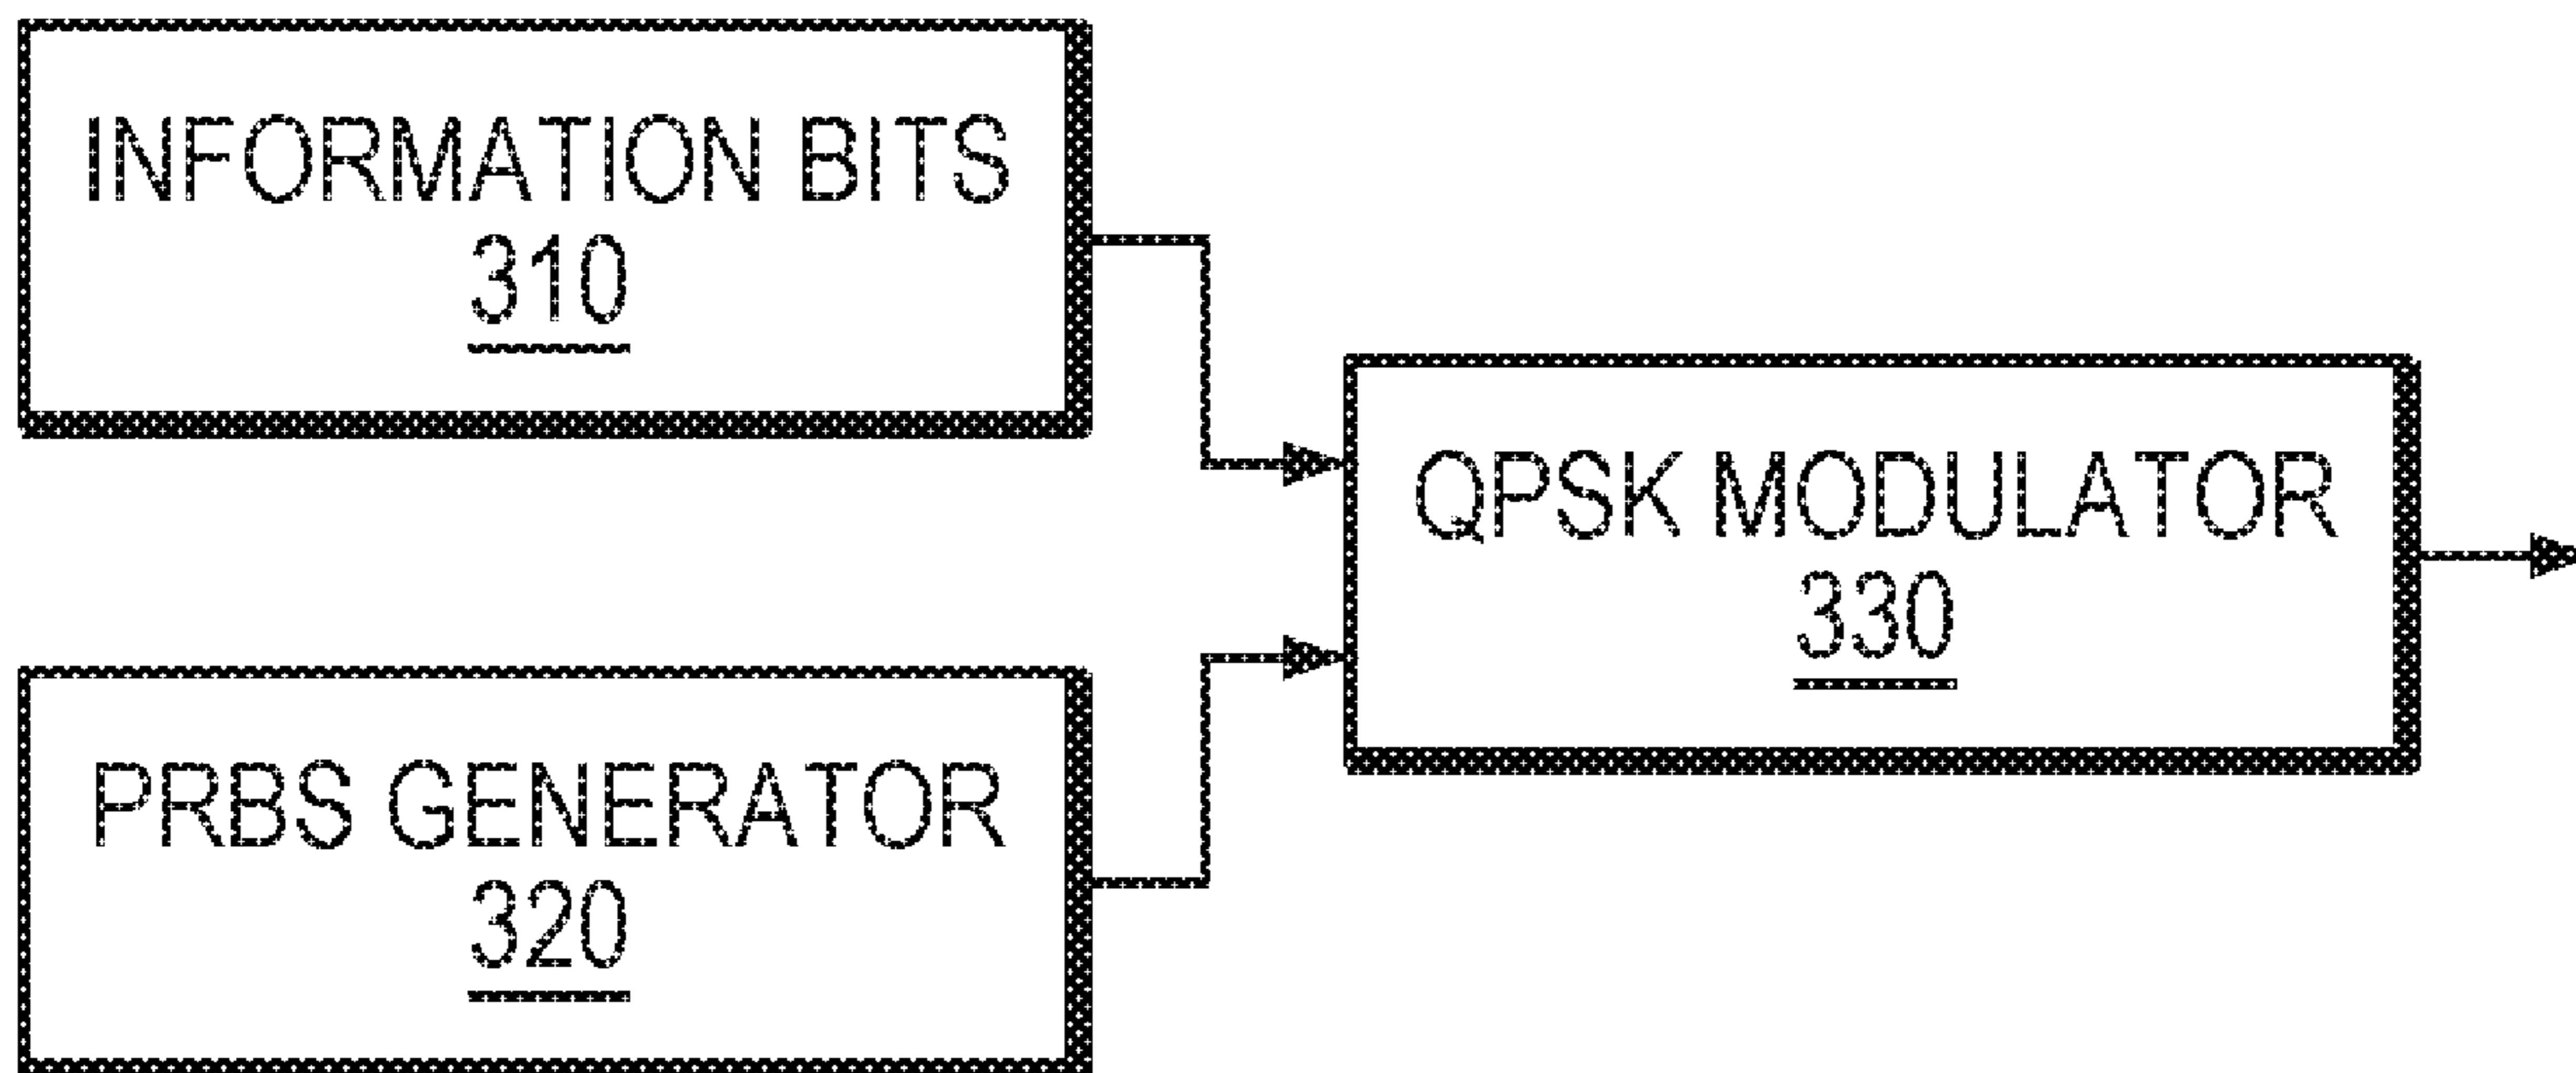 INFORMATION BITS
310
QPSK MODULATOR
330
PRBS GENERATOR
320